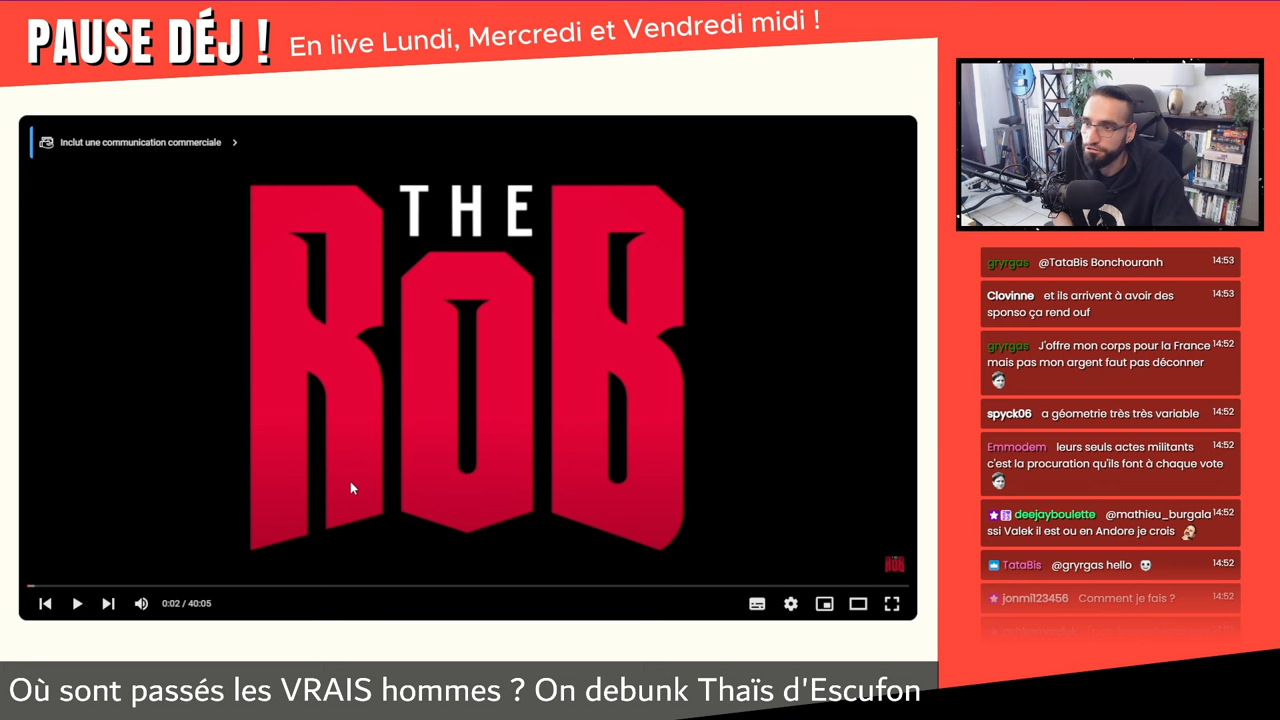 PAUSE DÉJ !
En live Lundi, Mercredi et Vendredi midi !
Inclut une communication commerciale
THE
ROB
THE
ROB
0:02 / 40:05
gryrgas @TataBis Bonchouranh 14:53
Clovinne et ils arrivent à avoir des 14:53
sponso ça rend ouf
gryrgas J'offre mon corps pour la France 14:52
mais pas mon argent faut pas déconner
spyck06 a géometrie très très variable 14:52
Emmodem leurs seuls actes militants 14:52
c'est la procuration qu'ils font à chaque vote
deejayboulette @mathieu_burgala 14:52
ssi Valek il est ou en Andore je crois
TataBis @gryrgas hello 14:52
jonmi123456 Comment je fais ? 14:52
Où sont passés les VRAIS hommes ? On debunk Thaïs d'Escufon